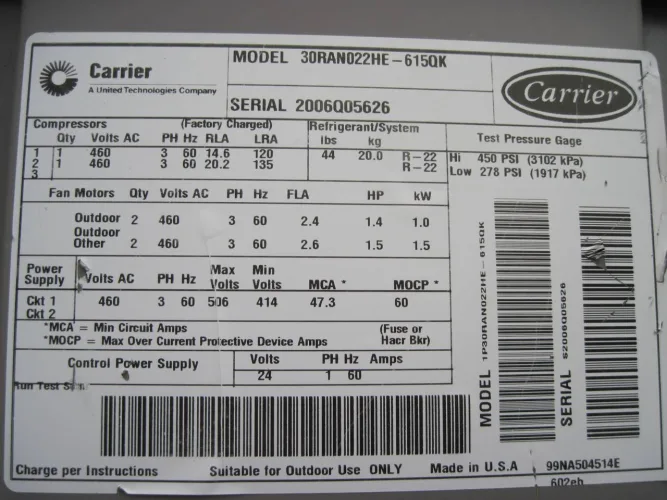 Carrier
A United Technologies Company
MODEL 30RAN022HE-615QK
SERIAL 2006Q05626
Carrier
Compressors (Factory Charged) Refrigerant/System
Qty Volts AC PH Hz RLA LRA lbs kg
1 1 460 3 60 14.6 120 44 20.0 R-22
2 1 460 3 60 20.2 135 R-22
3
Test Pressure Gage
Hi 450 PSI (3102 kPa)
Low 278 PSI (1917 kPa)
Fan Motors Qty Volts AC PH Hz FLA HP kW
Outdoor 2 460 3 60 2.4 1.4 1.0
Outdoor
Other 2 460 3 60 2.6 1.5 1.5
Power Supply Volts AC PH Hz Max Volts Min Volts MCA * MOCP *
Ckt 1 460 3 60 506 414 47.3 60
Ckt 2
*MCA = Min Circuit Amps
*MOCP = Max Over Current Protective Device Amps
(Fuse or
Hacr Bkr)
Control Power Supply Volts PH Hz Amps
24 1 60
Run Test
MODEL
1P30RAN022HE-615QK
SERIAL
S2006Q05626
Charge per Instructions Suitable for Outdoor Use ONLY Made in U.S.A 99NA504514E